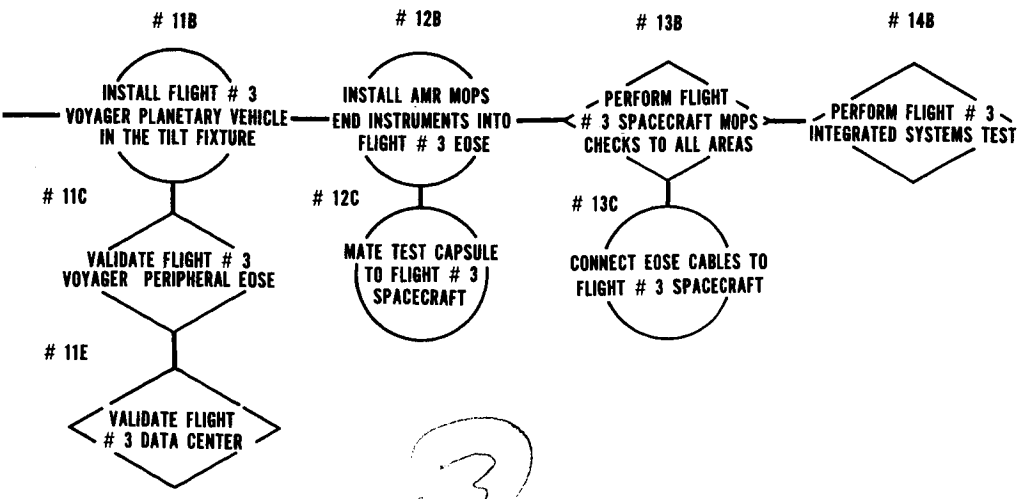 # 11B
# 12B
# 13B
# 14B
INSTALL FLIGHT # 3
VOYAGER PLANETARY VEHICLE
IN THE TILT FIXTURE
INSTALL AMR MOPS
END INSTRUMENTS INTO
FLIGHT # 3 EOSE
PERFORM FLIGHT
# 3 SPACECRAFT MOPS
CHECKS TO ALL AREAS
PERFORM FLIGHT # 3
INTEGRATED SYSTEMS TEST
# 11C
# 12C
# 13C
VALIDATE FLIGHT # 3
VOYAGER PERIPHERAL EOSE
MATE TEST CAPSULE
TO FLIGHT # 3
SPACECRAFT
CONNECT EOSE CABLES TO
FLIGHT # 3 SPACECRAFT
# 11E
VALIDATE FLIGHT
# 3 DATA CENTER
3